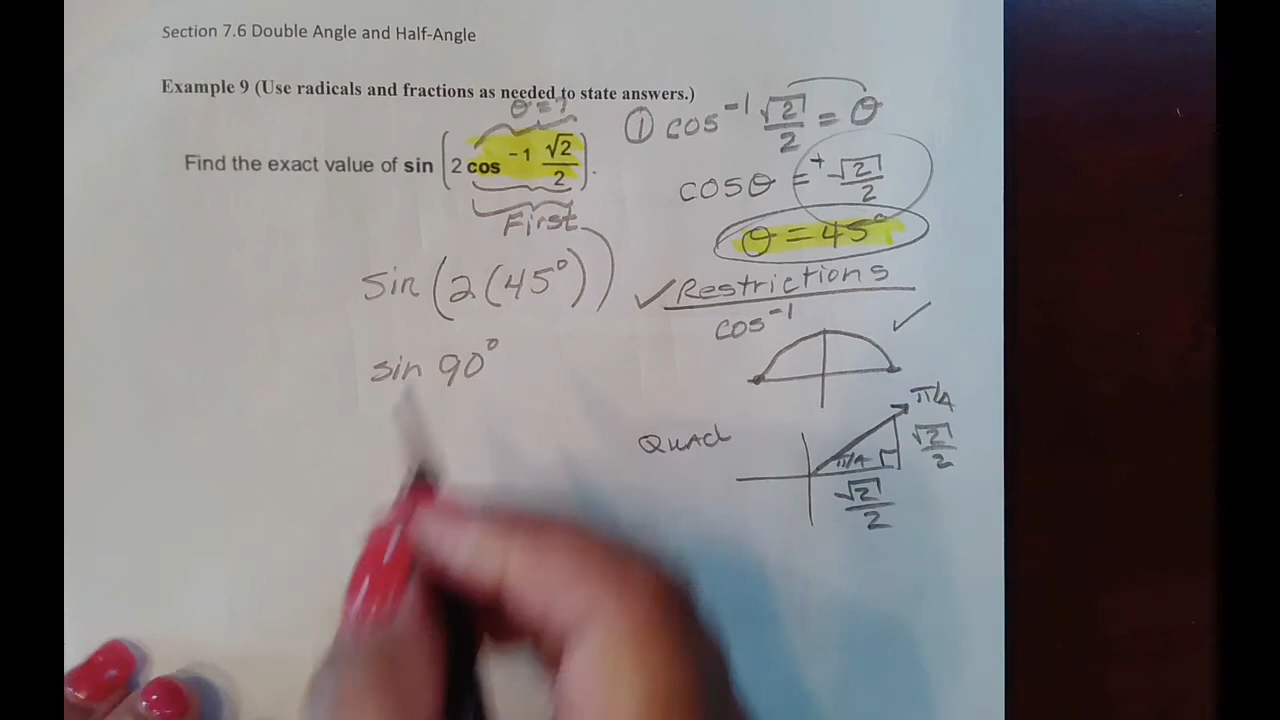 Section 7.6 Double Angle and Half-Angle
Example 9 (Use radicals and fractions as needed to state answers.)
θ = ?
Find the exact value of sin [2 cos⁻¹ √2/2].
First
sin(2(45°))
sin 90°
① cos⁻¹ √2/2 = θ
cosθ = +√2/2
θ = 45°
✓ Restrictions
cos⁻¹ ✓
Quad
π/4
π/4
√2/2
√2/2